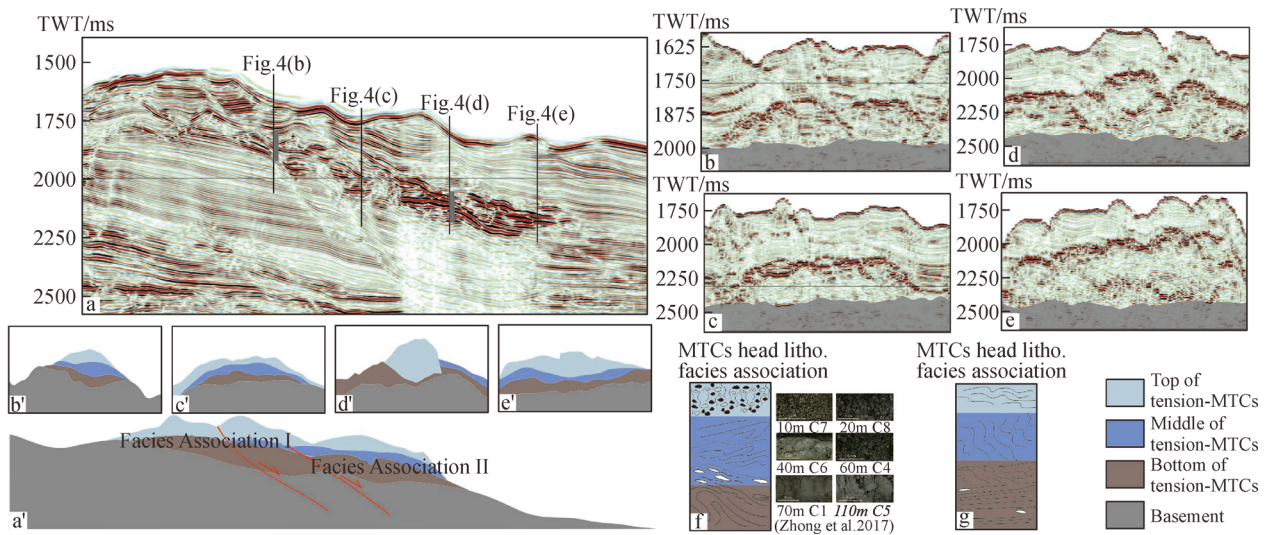 TWT/ms
1500
1750
2000
2250
2500
a
Fig.4(b)
Fig.4(c)
Fig.4(d)
Fig.4(e)
TWT/ms
1625
1750
1875
2000
b
TWT/ms
1750
2000
2250
2500
c
TWT/ms
1750
2000
2250
2500
d
TWT/ms
1750
2000
2250
2500
e
b'
c'
d'
e'
Facies Association I
Facies Association II
a'
MTCs head litho.
facies association
f
10m C7
20m C8
40m C6
60m C4
70m C1
110m C5
(Zhong et al.2017)
MTCs head litho.
facies association
g
Top of
tension-MTCs
Middle of
tension-MTCs
Bottom of
tension-MTCs
Basement